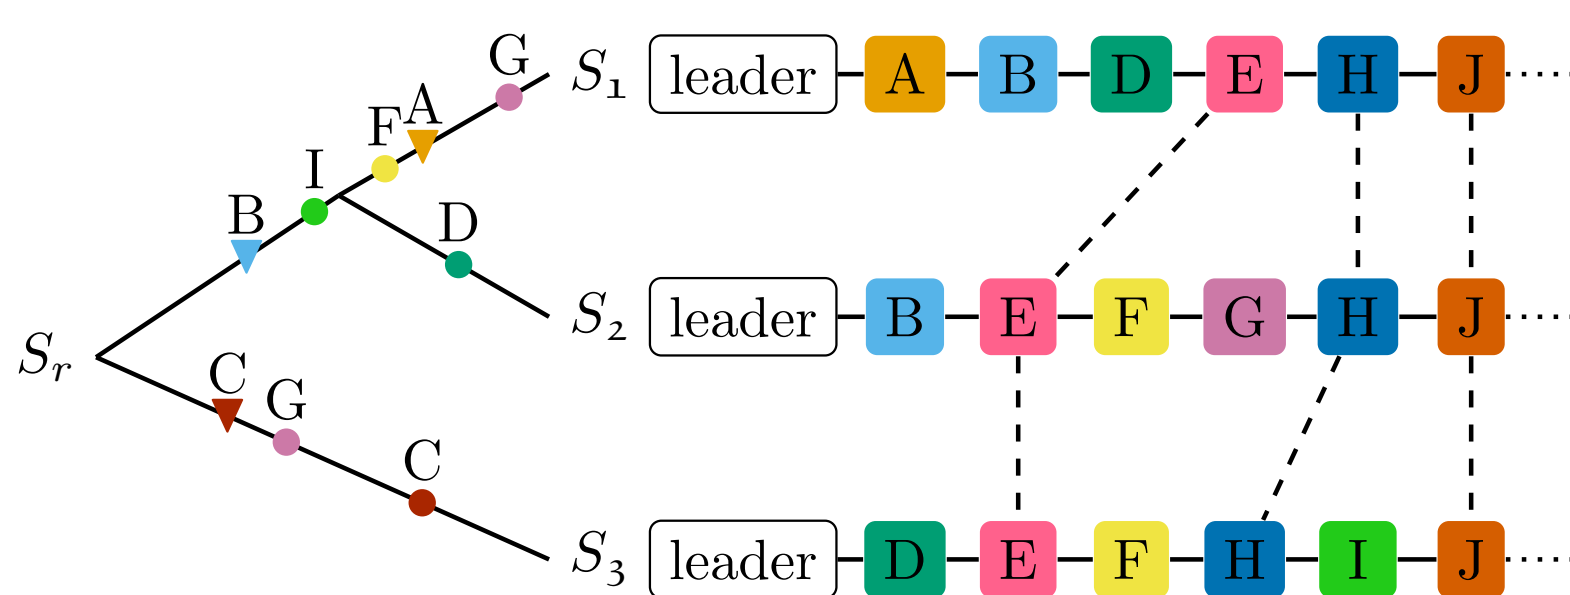 G
A
F
S₁ leader A B D E H J
I
B
D
S₂ leader B E F G H J
Sᵣ
C
G
C
S₃ leader D E F H I J